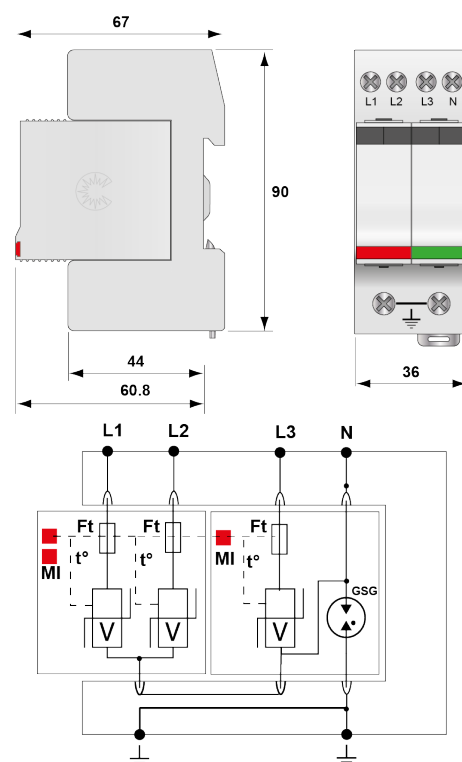 67
90
L1 L2 L3 N
44
60.8
36
L1 L2 L3 N
Ft Ft Ft
MI t° t° MI t°
GSG
V V V